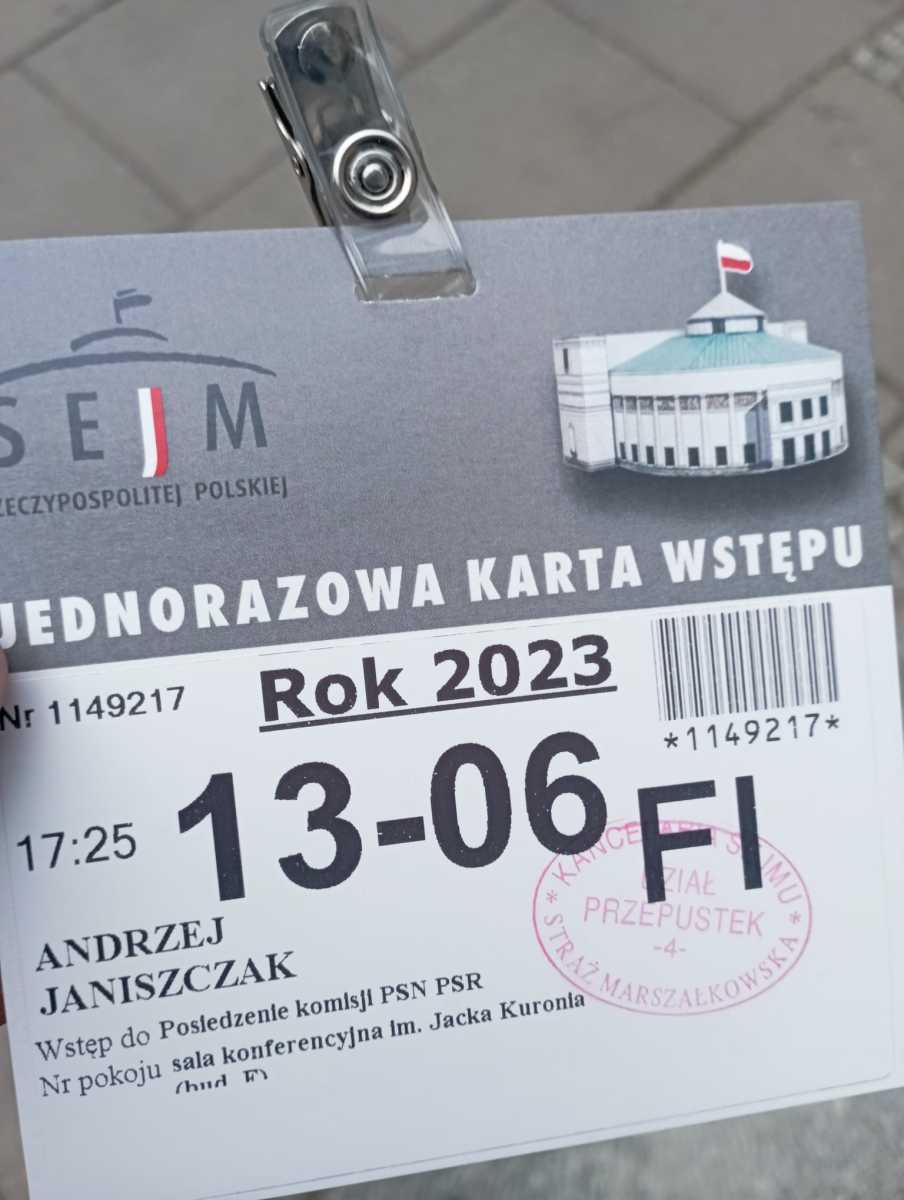 SEJM
RZECZYPOSPOLITEJ POLSKIEJ
JEDNORAZOWA KARTA WSTĘPU
Nr 1149217
Rok 2023
*1149217*
17:25
13-06
FI
KANCELARIA SEJMU
DZIAŁ
PRZEPUSTEK
-4-
* STRAŻ MARSZAŁKOWSKA *
ANDRZEJ
JANISZCZAK
Wstęp do Posiedzenie komisji PSN PSR
Nr pokoju sala konferencyjna im. Jacka Kuronia
(bud. F)